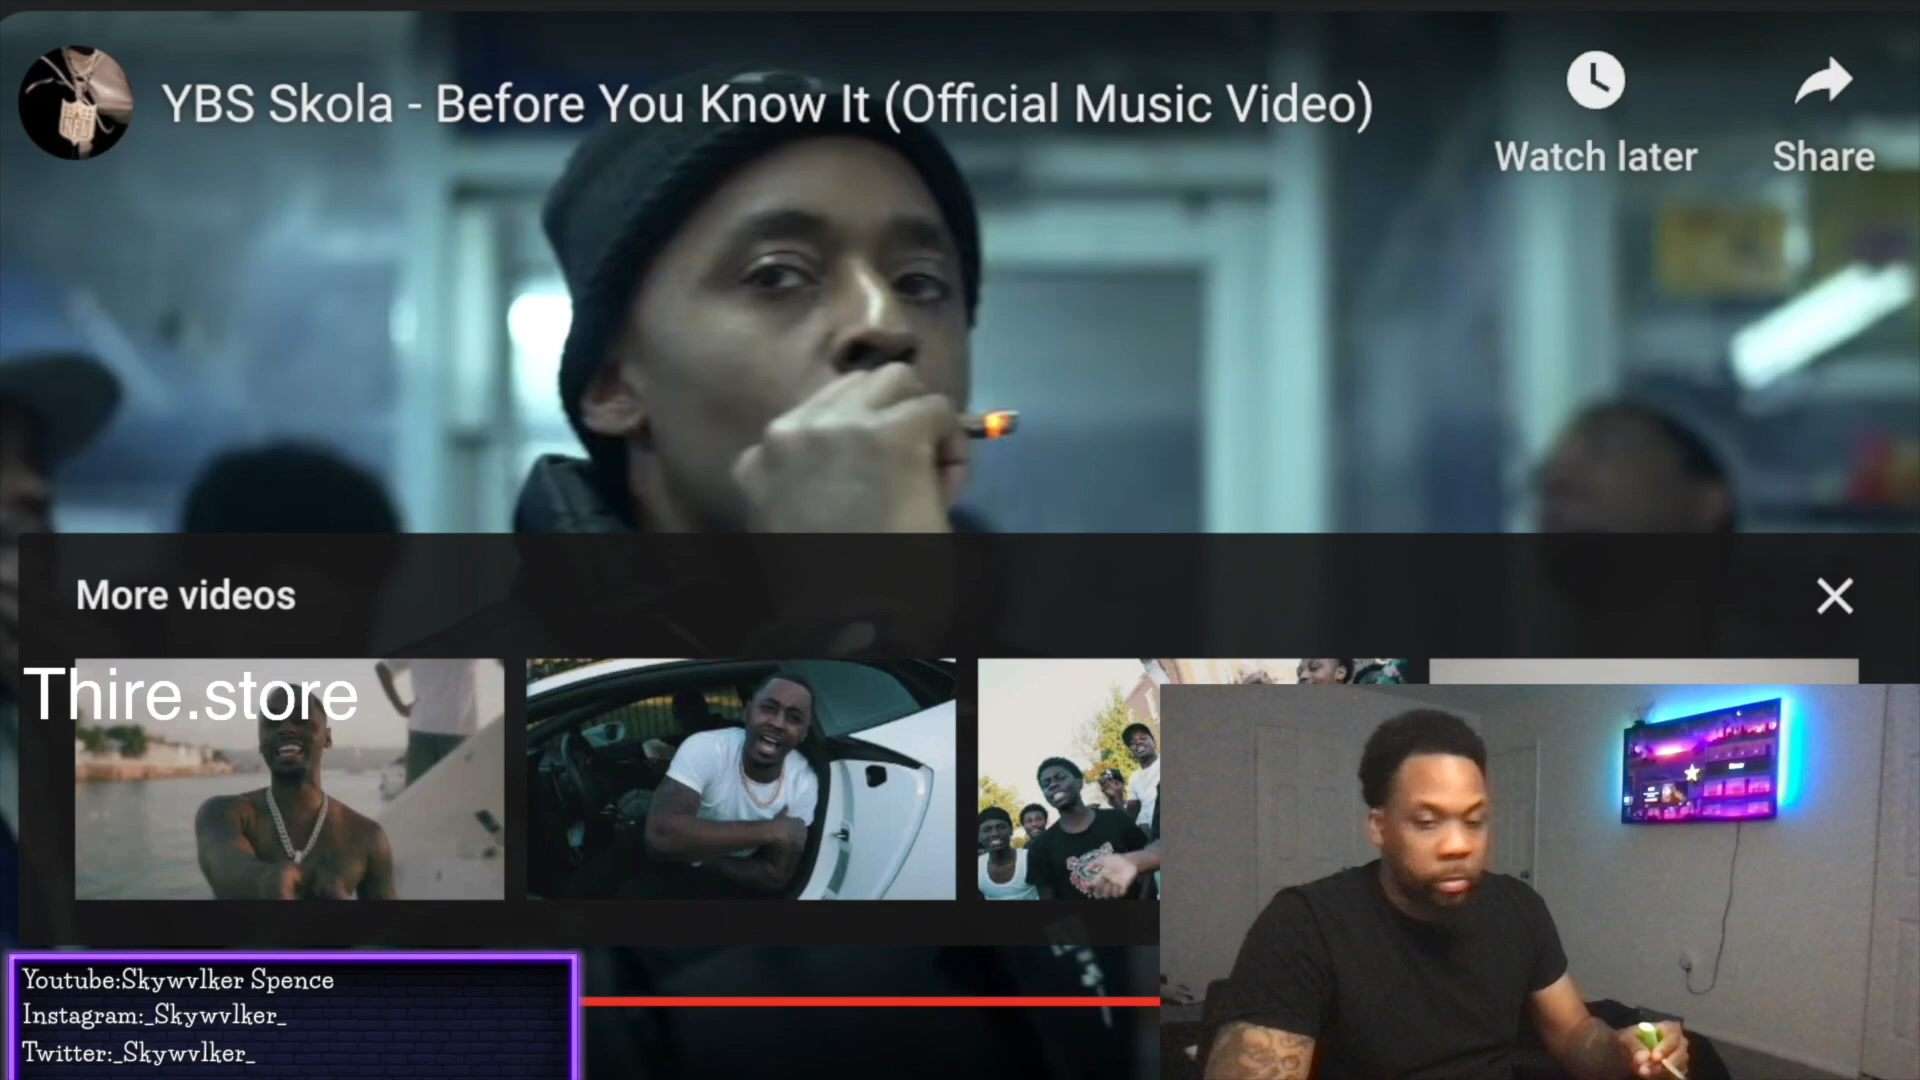 YBS Skola - Before You Know It (Official Music Video)
Watch later
Share
More videos
Thire.store
Youtube:Skywvlker Spence
Instagram:_Skywvlker_
Twitter:_Skywvlker_